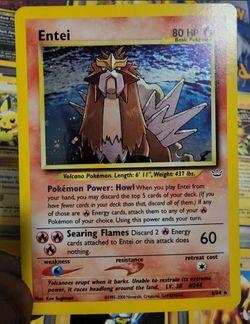 Entei
80 HP
Basic Pokémon
Volcano Pokémon. Length: 6' 11", Weight: 437 lbs.
Pokémon Power: Howl When you play Entei from
your hand, you may discard the top 5 cards of your deck. (If you
have fewer cards in your deck than that, discard all of them.) If any
of those cards are Energy cards, attach them to any of your
Pokémon of your choice. Using this power ends your turn.
Searing Flames Discard 2 Energy
cards attached to Entei or this attack does
nothing.
60
weakness
resistance
retreat cost
Volcanoes erupt when it barks. Unable to restrain its extreme
power, it races headlong around the land. LV. 38 #244
Illus. Ken Sugimori
©1995-2000 Nintendo, Creatures, GAMEFREAK.
6/64